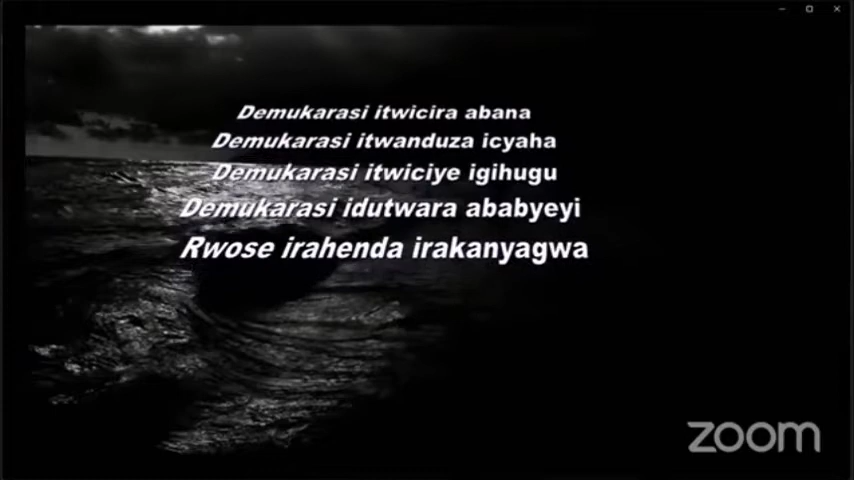 Demukarasi itwicira abana
Demukarasi itwanduza icyaha
Demukarasi itwiciye igihugu
Demukarasi idutwara ababyeyi
Rwose irahenda irakanyagwa
zoom